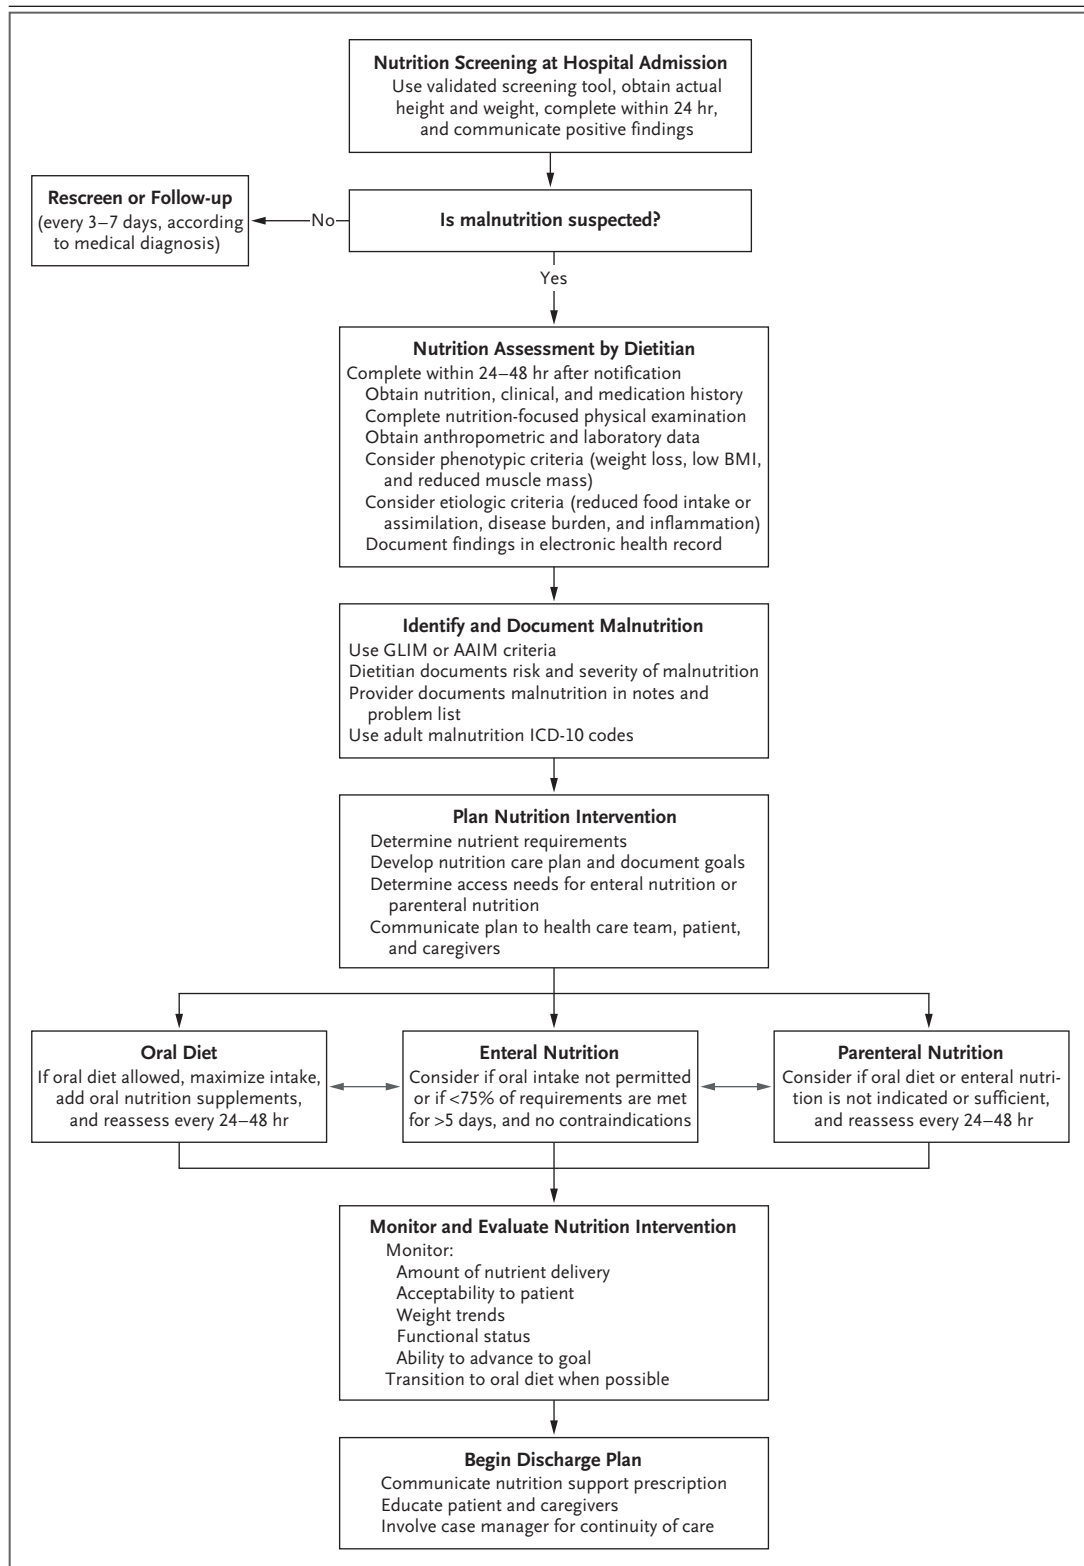 Nutrition Screening at Hospital Admission
Use validated screening tool, obtain actual
height and weight, complete within 24 hr,
and communicate positive findings
Rescreen or Follow-up
(every 3–7 days, according
to medical diagnosis)
No
Is malnutrition suspected?
Yes
Nutrition Assessment by Dietitian
Complete within 24–48 hr after notification
Obtain nutrition, clinical, and medication history
Complete nutrition-focused physical examination
Obtain anthropometric and laboratory data
Consider phenotypic criteria (weight loss, low BMI,
and reduced muscle mass)
Consider etiologic criteria (reduced food intake or
assimilation, disease burden, and inflammation)
Document findings in electronic health record
Identify and Document Malnutrition
Use GLIM or AAIM criteria
Dietitian documents risk and severity of malnutrition
Provider documents malnutrition in notes and
problem list
Use adult malnutrition ICD-10 codes
Plan Nutrition Intervention
Determine nutrient requirements
Develop nutrition care plan and document goals
Determine access needs for enteral nutrition or
parenteral nutrition
Communicate plan to health care team, patient,
and caregivers
Oral Diet
If oral diet allowed, maximize intake,
add oral nutrition supplements,
and reassess every 24–48 hr
Enteral Nutrition
Consider if oral intake not permitted
or if <75% of requirements are met
for >5 days, and no contraindications
Parenteral Nutrition
Consider if oral diet or enteral nutri-
tion is not indicated or sufficient,
and reassess every 24–48 hr
Monitor and Evaluate Nutrition Intervention
Monitor:
Amount of nutrient delivery
Acceptability to patient
Weight trends
Functional status
Ability to advance to goal
Transition to oral diet when possible
Begin Discharge Plan
Communicate nutrition support prescription
Educate patient and caregivers
Involve case manager for continuity of care